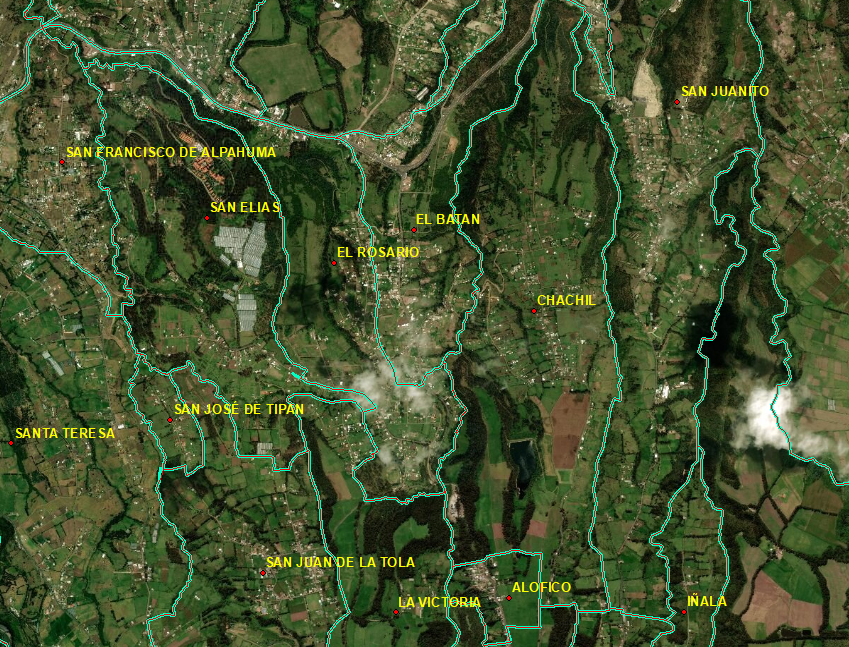 SAN JUANITO
SAN FRANCISCO DE ALPAHUMA
SAN ELIAS
EL BATAN
EL ROSARIO
CHACHIL
SAN JOSÉ DE TIPÁN
SANTA TERESA
SAN JUAN DE LA TOLA
ALOFICO
LA VICTORIA
IÑALA